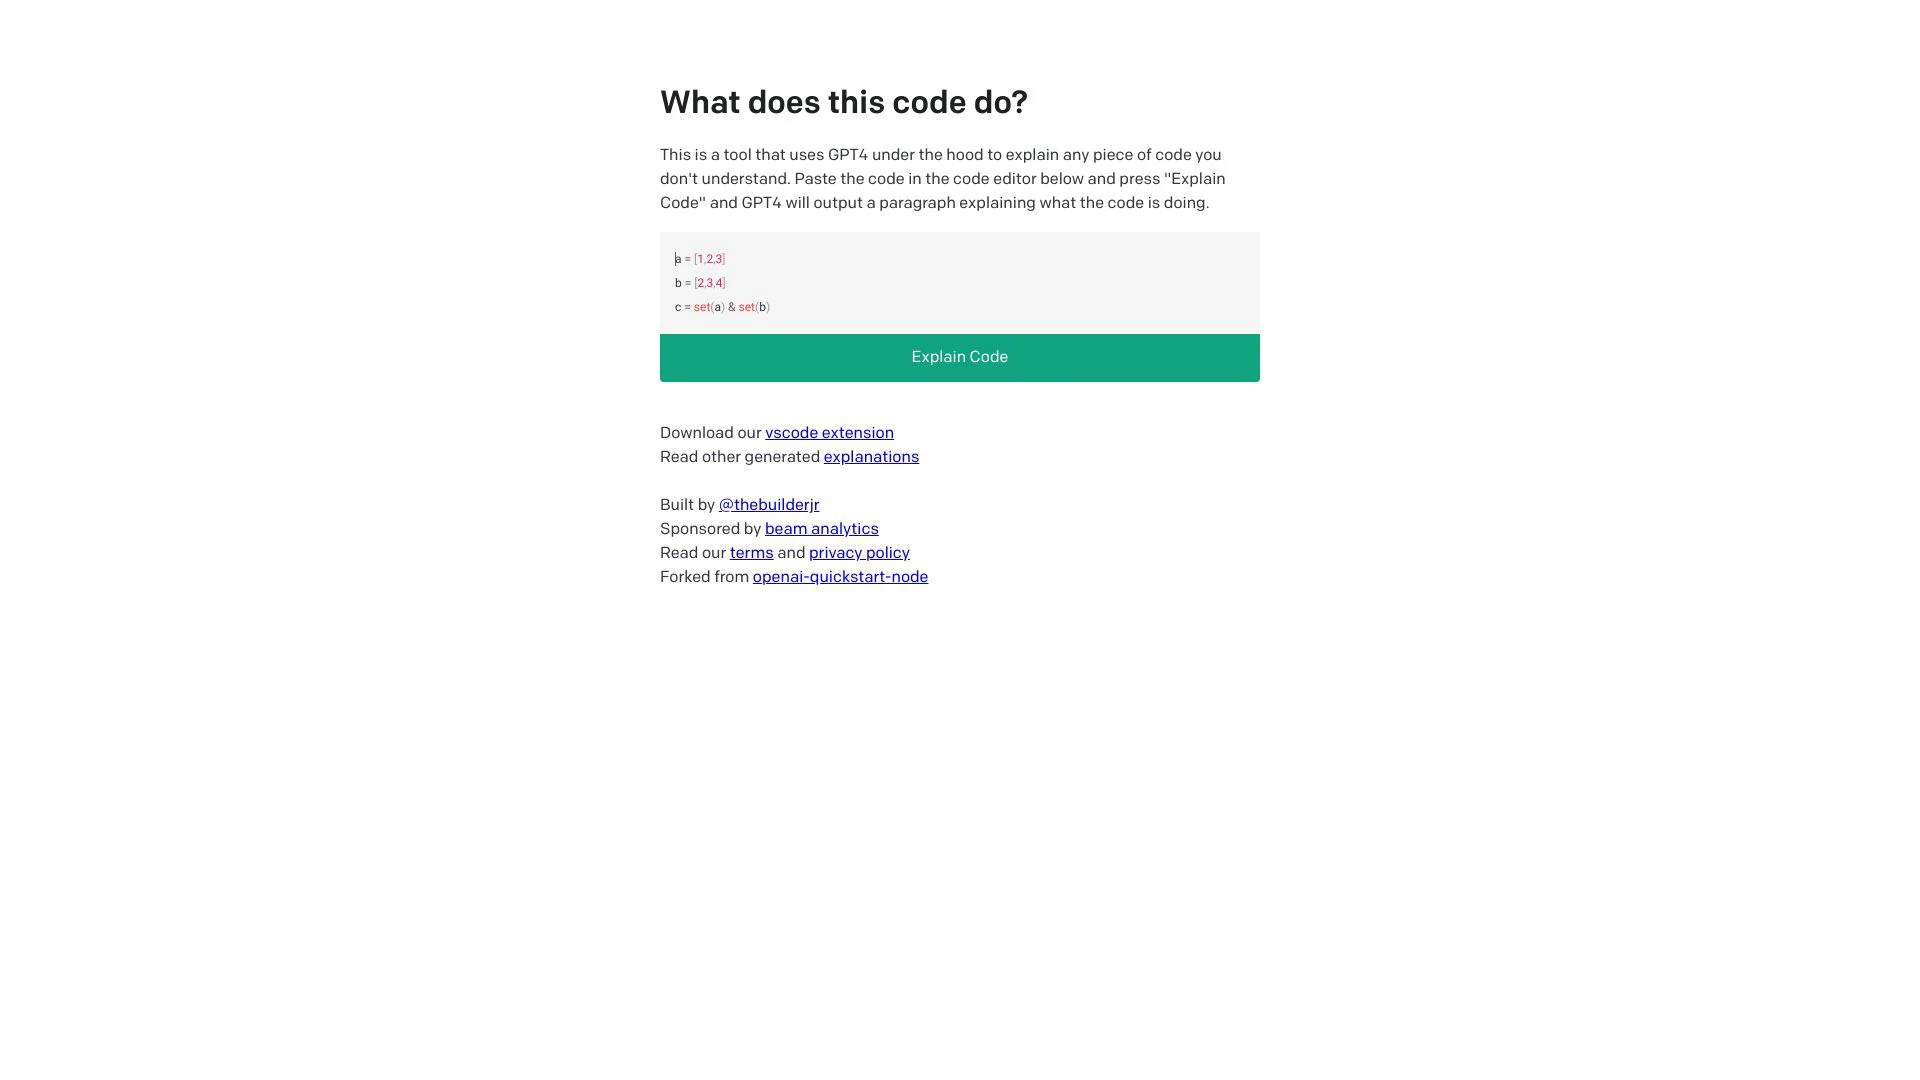 What does this code do?
This is a tool that uses GPT4 under the hood to explain any piece of code you
don't understand. Paste the code in the code editor below and press "Explain
Code" and GPT4 will output a paragraph explaining what the code is doing.
a = [1,2,3]
b = [2,3,4]
c = set(a) & set(b)
Explain Code
Download our vscode extension
Read other generated explanations
Built by @thebuilderjr
Sponsored by beam analytics
Read our terms and privacy policy
Forked from openai-quickstart-node